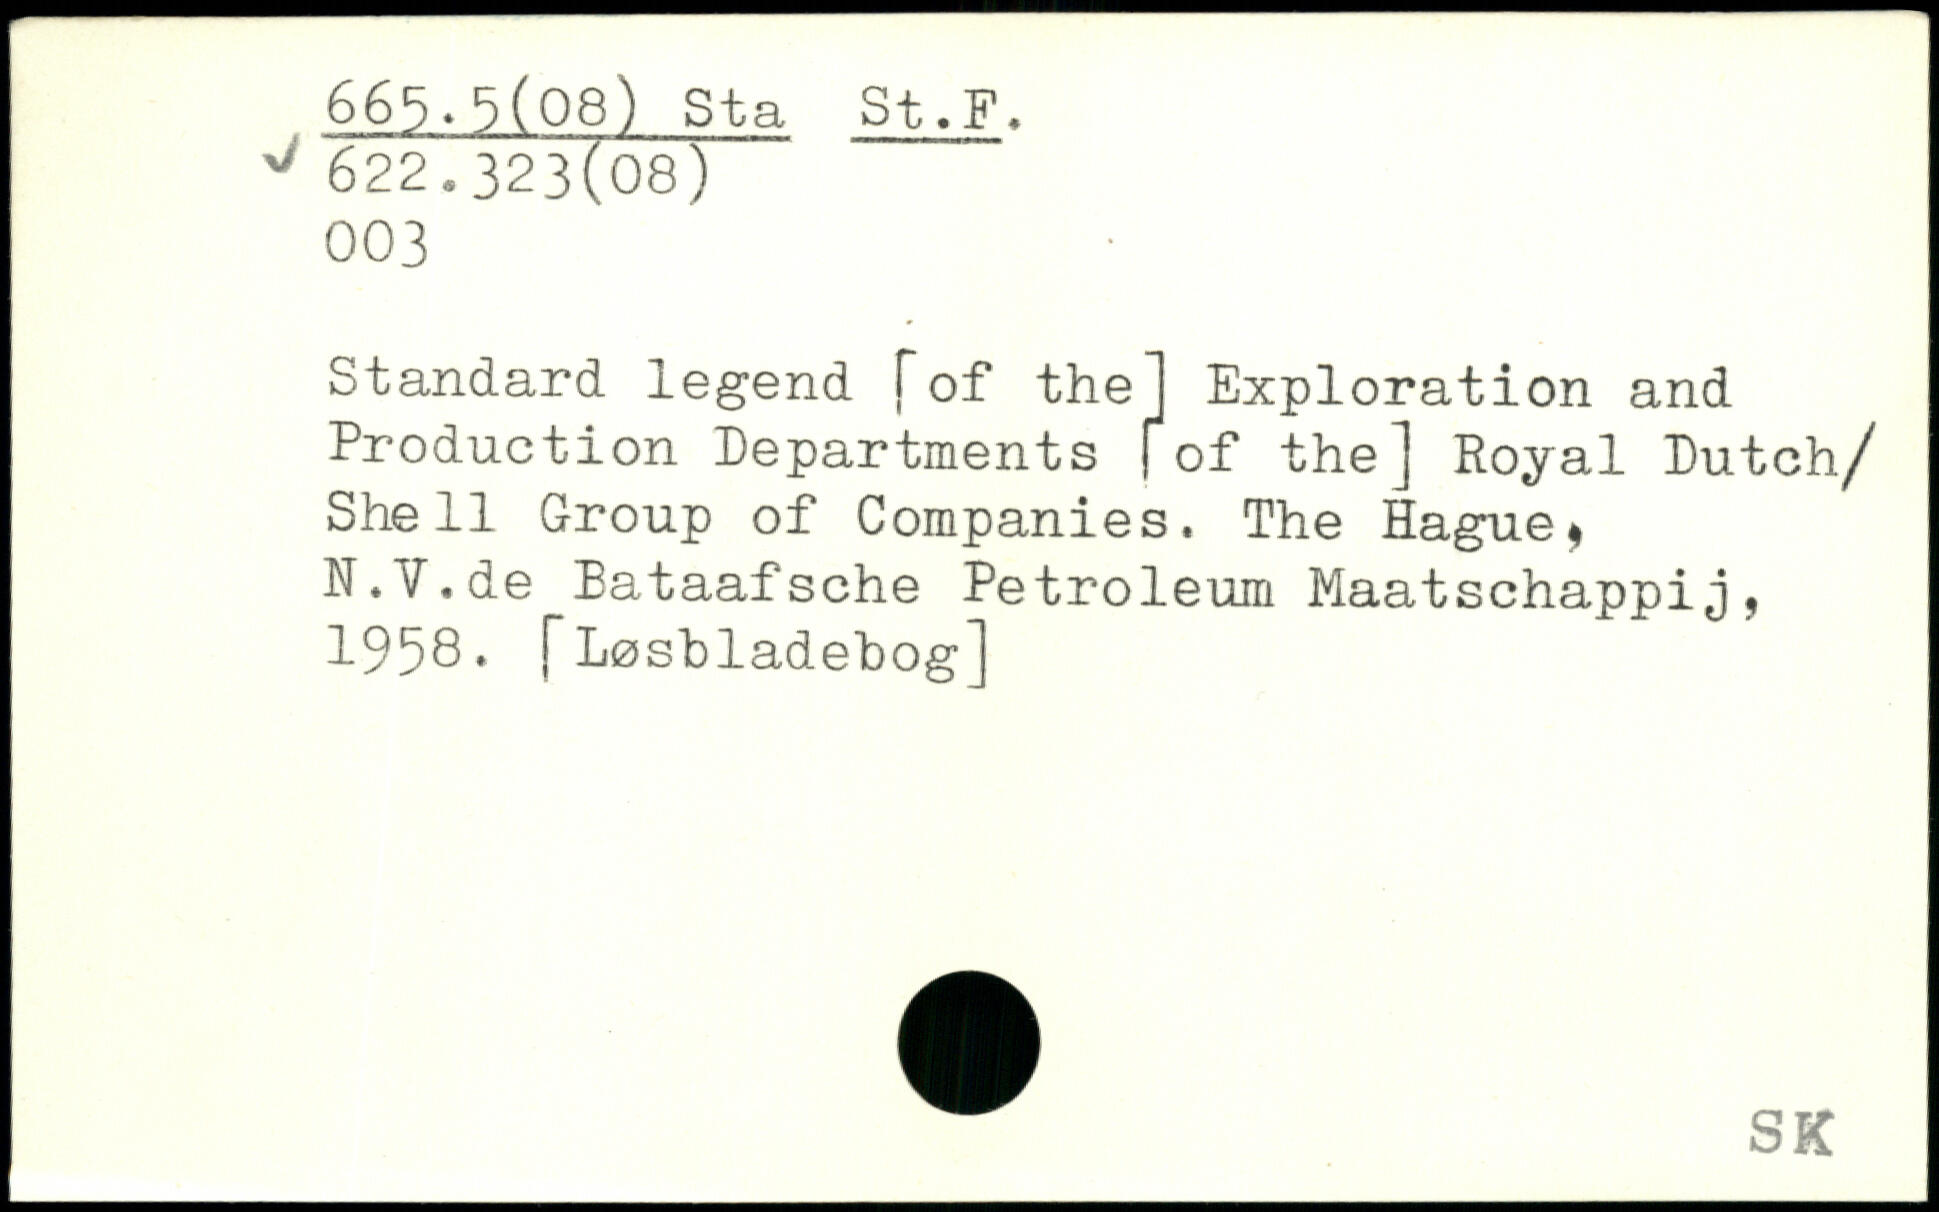 665.5(08) Sta St.F.
✓ 622.323(08)
003
Standard legend [of the] Exploration and
Production Departments [of the] Royal Dutch/
Shell Group of Companies. The Hague,
N.V.de Bataafsche Petroleum Maatschappij,
1958. [Løsbladebog]
SK